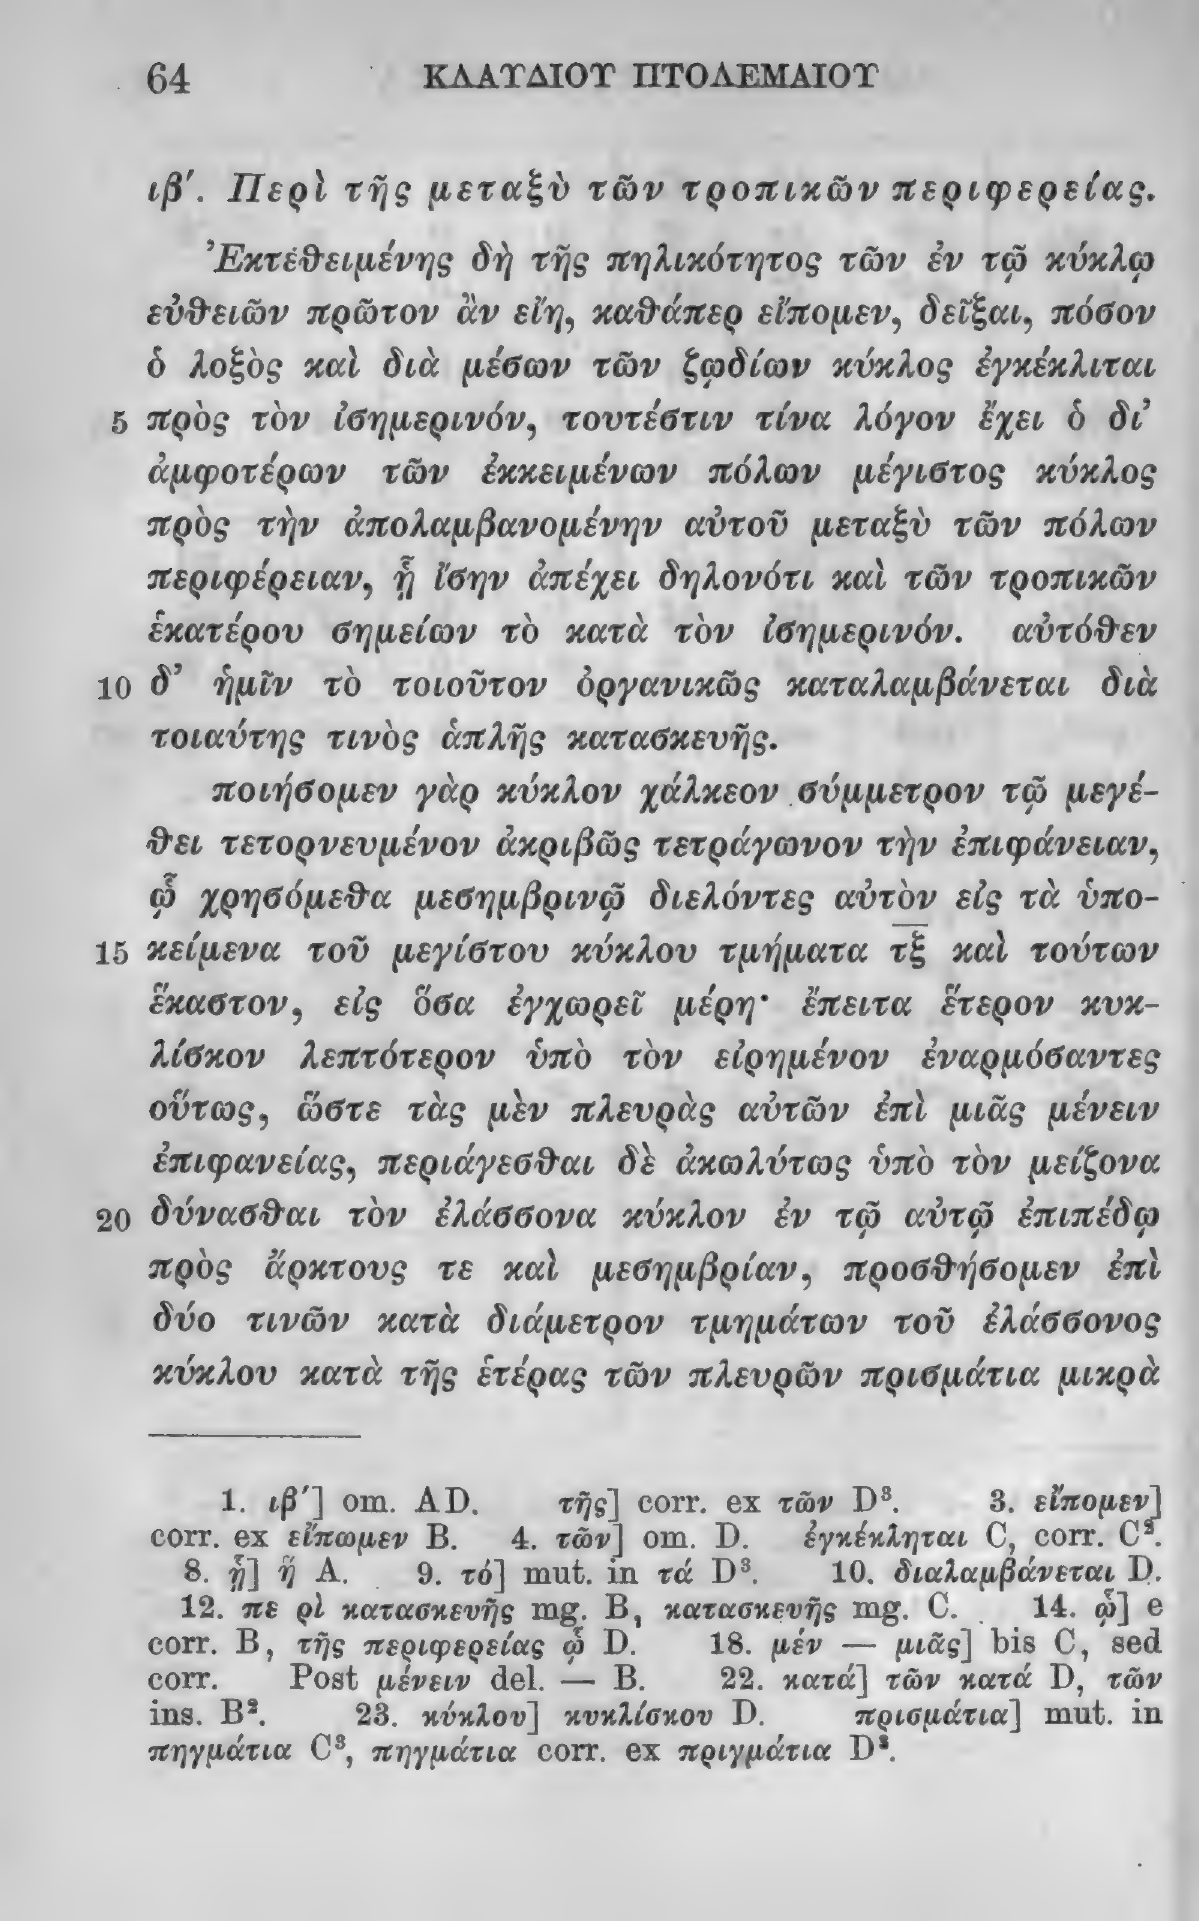 64 ΚΛΑΥΔΙΟΥ ΠΤΟΛΕΜΑΙΟΥ
ιβ′. Περὶ τῆς μεταξὺ τῶν τροπικῶν περιφερείας.
Ἐκτεθειμένης δὴ τῆς πηλικότητος τῶν ἐν τῷ κύκλῳ
εὐθειῶν πρῶτον ἂν εἴη, καθάπερ εἴπομεν, δεῖξαι, πόσον
ὁ λοξὸς καὶ διὰ μέσων τῶν ζῳδίων κύκλος ἐγκέκλιται
5 πρὸς τὸν ἰσημερινόν, τουτέστιν τίνα λόγον ἔχει ὁ δι’
ἀμφοτέρων τῶν ἐκκειμένων πόλων μέγιστος κύκλος
πρὸς τὴν ἀπολαμβανομένην αὐτοῦ μεταξὺ τῶν πόλων
περιφέρειαν, ᾗ ἴσην ἀπέχει δηλονότι καὶ τῶν τροπικῶν
ἑκατέρου σημείων τὸ κατὰ τὸν ἰσημερινόν. αὐτόθεν
10 δ’ ἡμῖν τὸ τοιοῦτον ὀργανικῶς καταλαμβάνεται διὰ
τοιαύτης τινὸς ἁπλῆς κατασκευῆς.
ποιήσομεν γὰρ κύκλον χάλκεον σύμμετρον τῷ μεγέ-
θει τετορνευμένον ἀκριβῶς τετράγωνον τὴν ἐπιφάνειαν,
ᾧ χρησόμεθα μεσημβρινῷ διελόντες αὐτὸν εἰς τὰ ὑπο-
15 κείμενα τοῦ μεγίστου κύκλου τμήματα τ̅ξ̅ καὶ τούτων
ἕκαστον, εἰς ὅσα ἐγχωρεῖ μέρη· ἔπειτα ἕτερον κυκ-
λίσκον λεπτότερον ὑπὸ τὸν εἰρημένον ἐναρμόσαντες
οὕτως, ὥστε τὰς μὲν πλευρὰς αὐτῶν ἐπὶ μιᾶς μένειν
ἐπιφανείας, περιάγεσθαι δὲ ἀκωλύτως ὑπὸ τὸν μείζονα
20 δύνασθαι τὸν ἐλάσσονα κύκλον ἐν τῷ αὐτῷ ἐπιπέδῳ
πρὸς ἄρκτους τε καὶ μεσημβρίαν, προσθήσομεν ἐπὶ
δύο τινῶν κατὰ διάμετρον τμημάτων τοῦ ἐλάσσονος
κύκλου κατὰ τῆς ἑτέρας τῶν πλευρῶν πρισμάτια μικρὰ
1. ιβ′] om. AD. τῆς] corr. ex τῶν D³. 3. εἴπομεν]
corr. ex εἴπωμεν B. 4. τῶν] om. D. ἐγκέκληται C, corr. C².
8. ᾗ] ἤ A. 9. τό] mut. in τά D³. 10. διαλαμβάνεται D.
12. πε ρὶ κατασκευῆς mg. B, κατασκευῆς mg. C. 14. ᾧ] e
corr. B, τῆς περιφερείας ᾧ D. 18. μέν — μιᾶς] bis C, sed
corr. Post μένειν del. — B. 22. κατά] τῶν κατά D, τῶν
ins. B². 23. κύκλου] κυκλίσκου D. πρισμάτια] mut. in
πηγμάτια C³, πηγμάτια corr. ex πριγμάτια D².